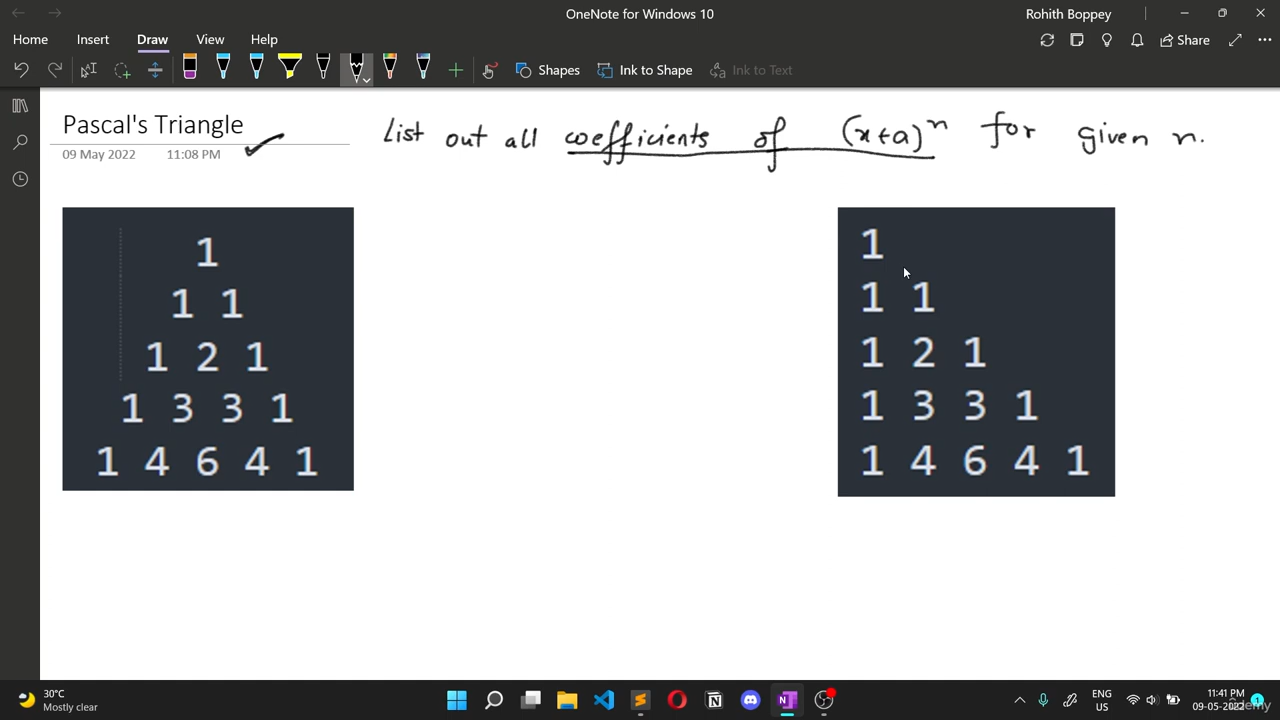 OneNote for Windows 10
Rohith Boppey
Home Insert Draw View Help
Share
Shapes Ink to Shape Ink to Text
Pascal's Triangle
09 May 2022 11:08 PM
List out all coefficients of (x+a)^n for given n.
1
1 1
1 2 1
1 3 3 1
1 4 6 4 1
1
1 1
1 2 1
1 3 3 1
1 4 6 4 1
30°C
Mostly clear
ENG
US
11:41 PM
09-05-2022
1
Udemy